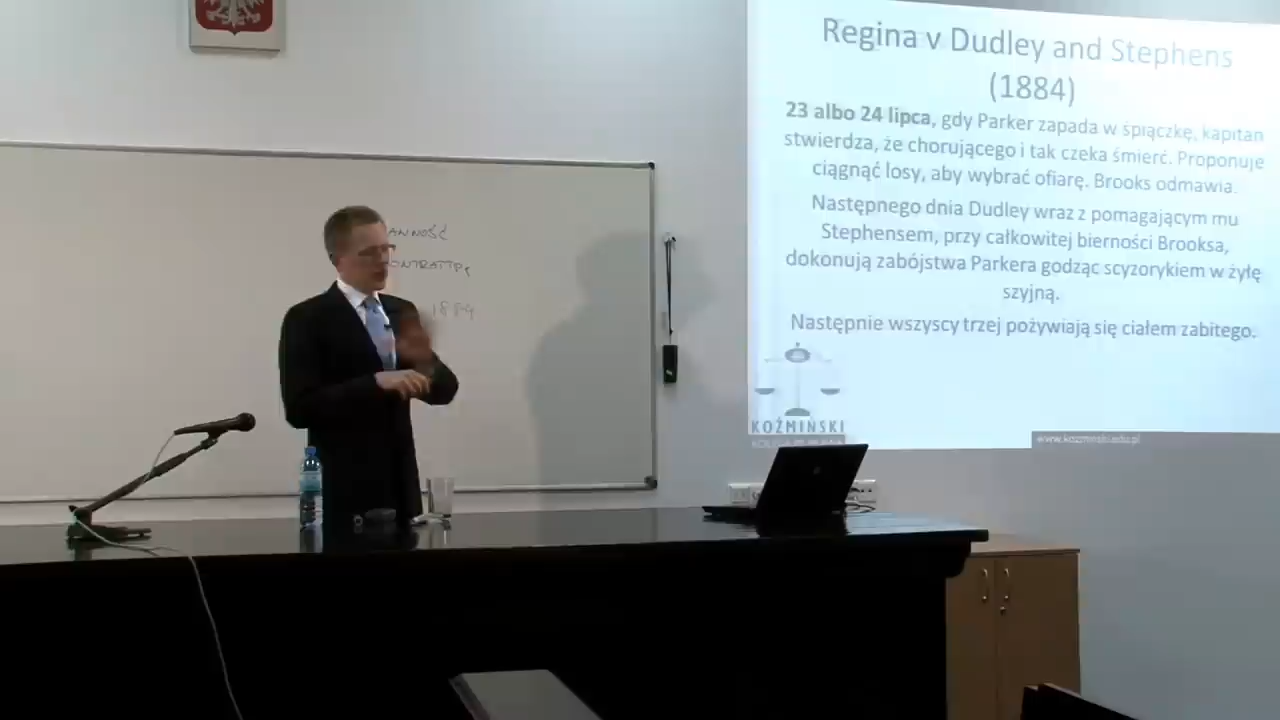 Regina v Dudley and Stephens
(1884)
23 albo 24 lipca, gdy Parker zapada w śpiączkę, kapitan
stwierdza, że chorującego i tak czeka śmierć. Proponuje
ciągnąć losy, aby wybrać ofiarę. Brooks odmawia.
Następnego dnia Dudley wraz z pomagającym mu
Stephensem, przy całkowitej bierności Brooksa,
dokonują zabójstwa Parkera godząc scyzorykiem w żyłę
szyjną.
Następnie wszyscy trzej pożywiają się ciałem zabitego.
KOŹMIŃSKI
www.kozminski.edu.pl
ANNOŚĆ
1884